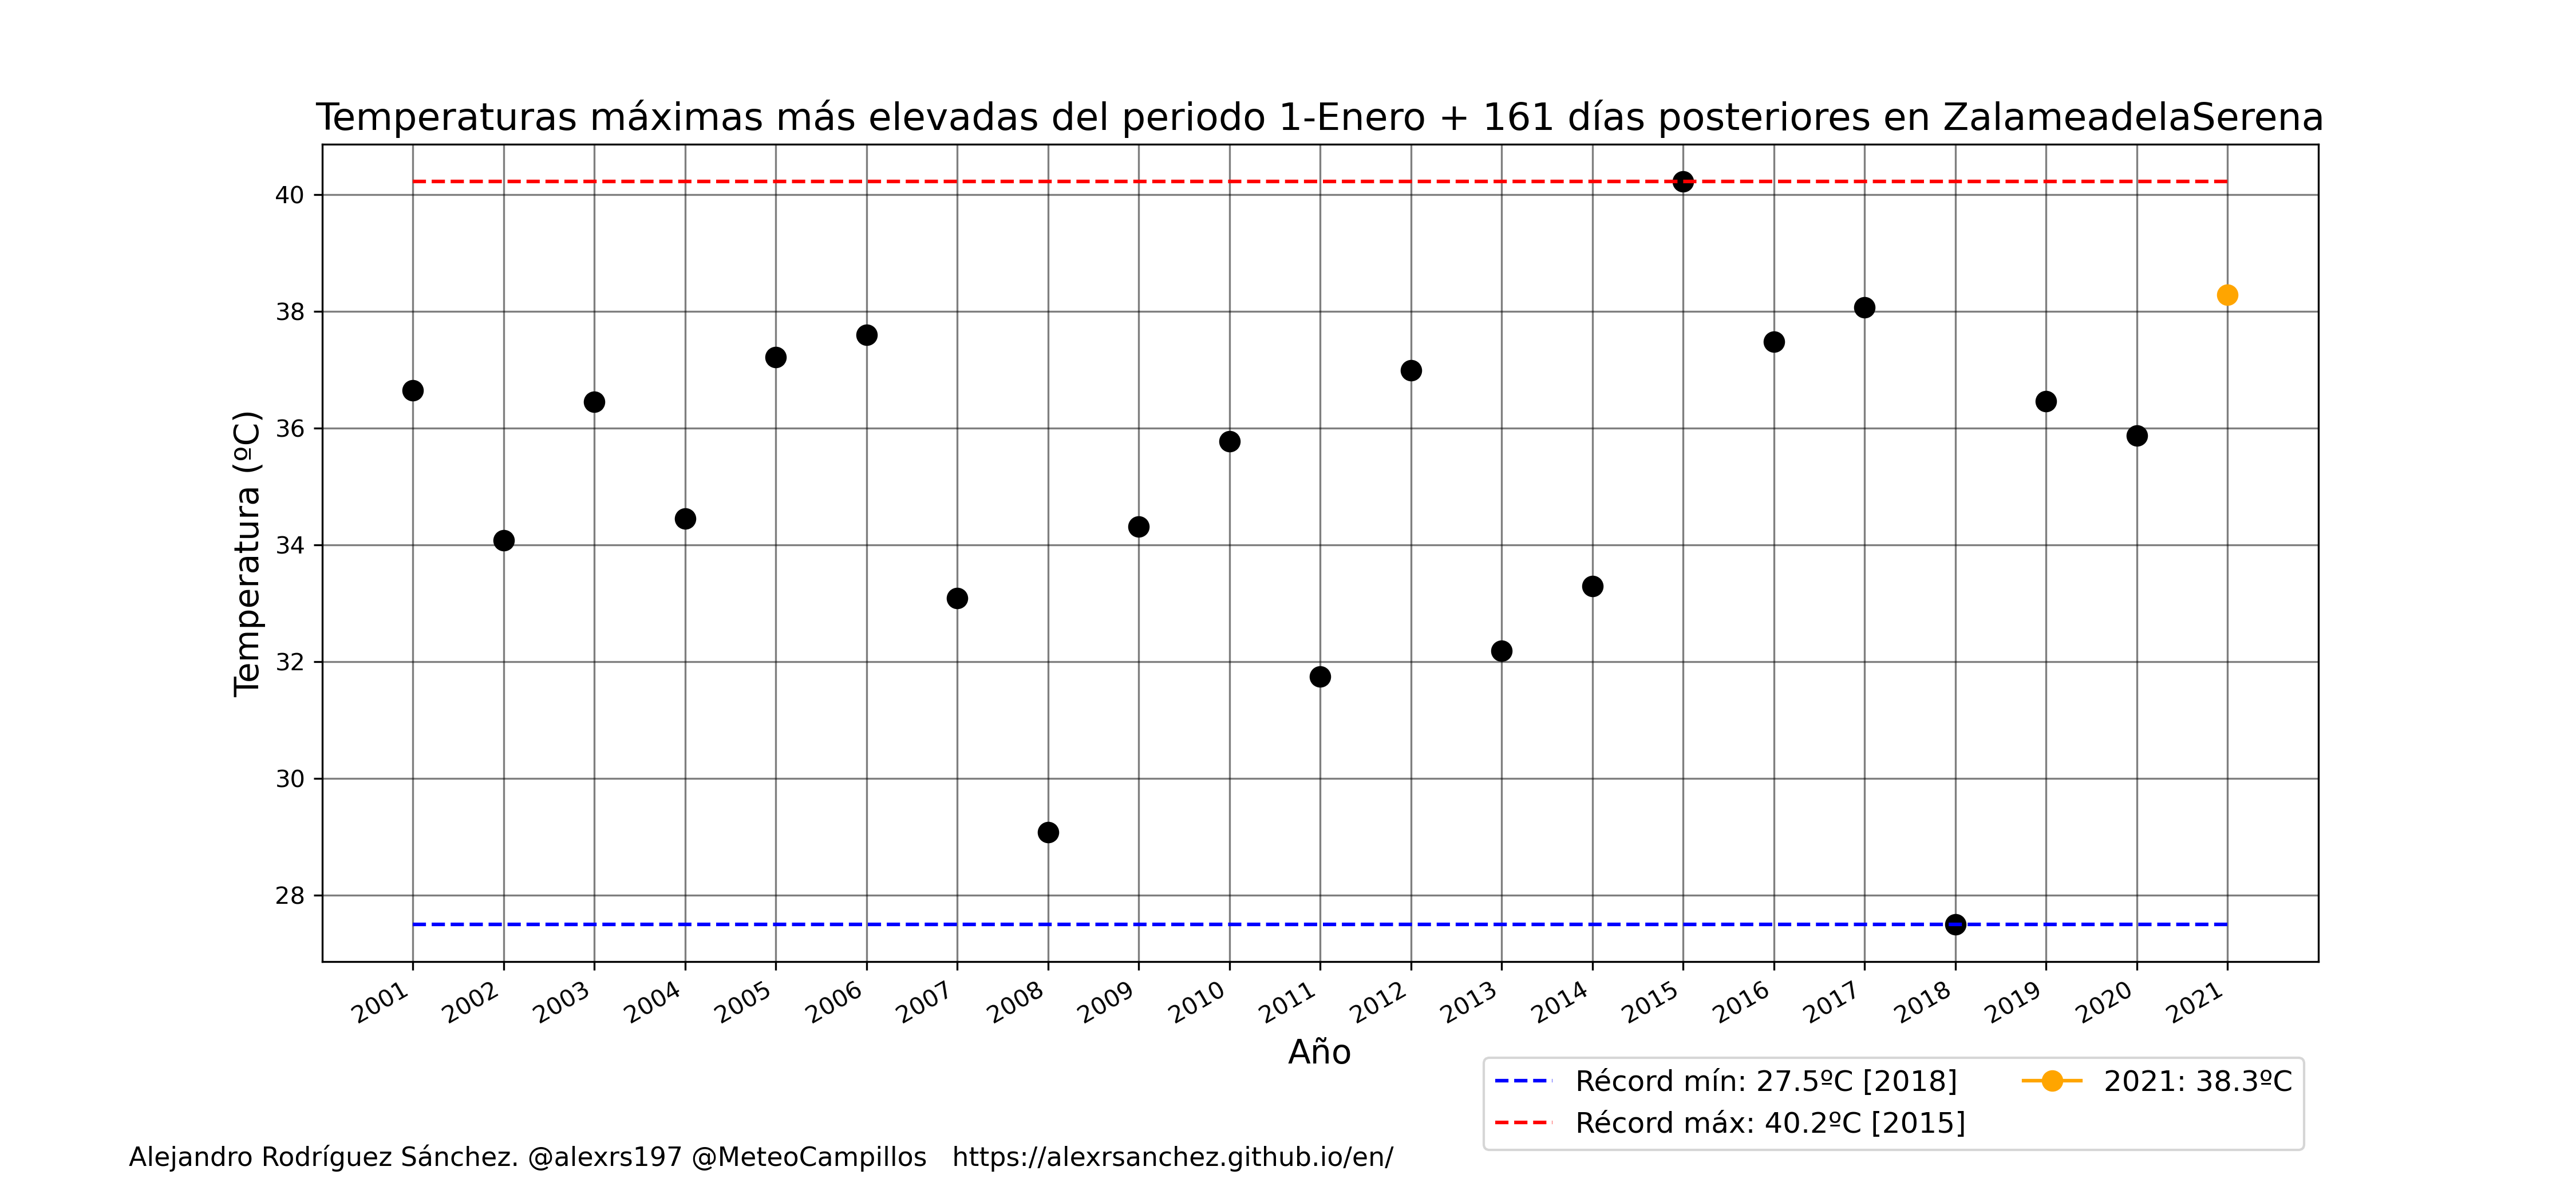 Temperaturas máximas más elevadas del periodo 1-Enero + 161 días posteriores en ZalameadelaSerena
Temperatura (ºC)
40
38
36
34
32
30
28
2001 2002 2003 2004 2005 2006 2007 2008 2009 2010 2011 2012 2013 2014 2015 2016 2017 2018 2019 2020 2021
Año
Récord mín: 27.5ºC [2018]
Récord máx: 40.2ºC [2015]
2021: 38.3ºC
Alejandro Rodríguez Sánchez. @alexrs197 @MeteoCampillos https://alexrsanchez.github.io/en/